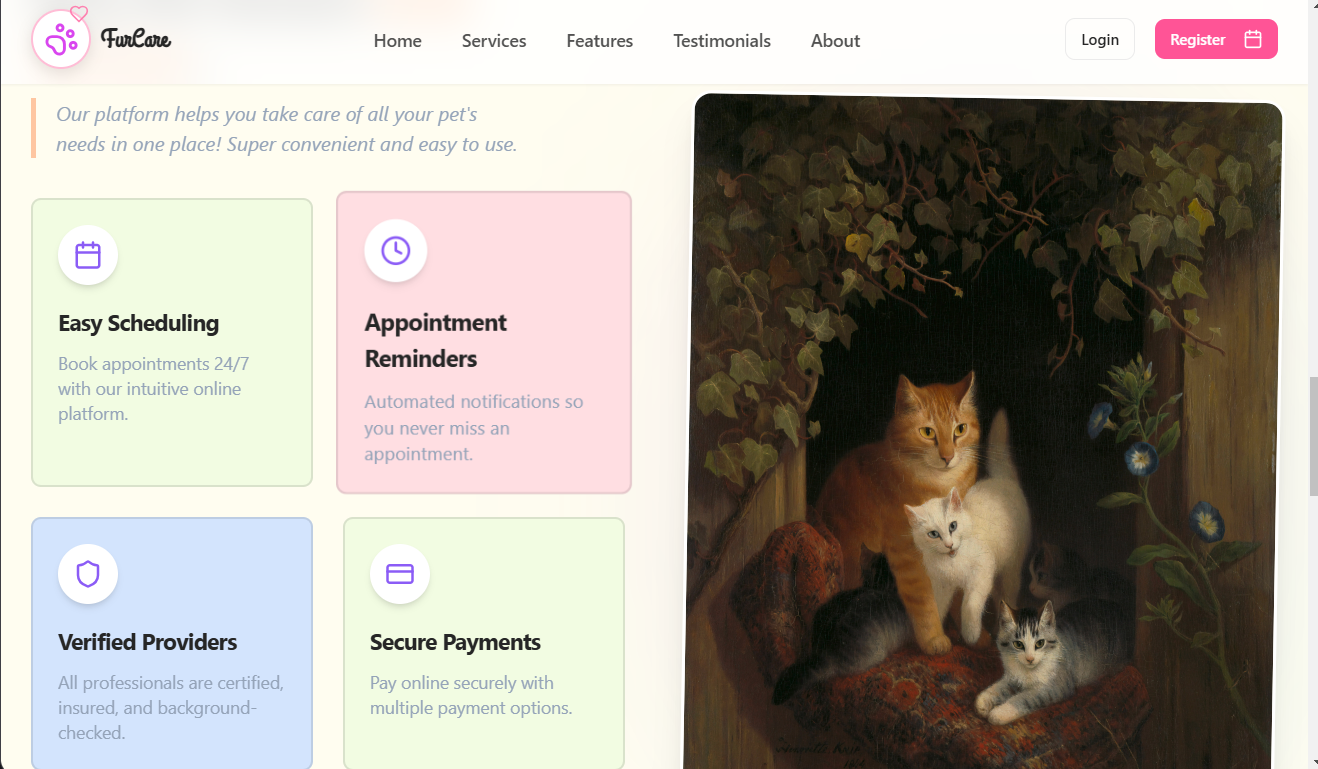 FurCare
Home
Services
Features
Testimonials
About
Login
Register
Our platform helps you take care of all your pet's
needs in one place! Super convenient and easy to use.
Easy Scheduling
Book appointments 24/7
with our intuitive online
platform.
Appointment
Reminders
Automated notifications so
you never miss an
appointment.
Verified Providers
All professionals are certified,
insured, and background-
checked.
Secure Payments
Pay online securely with
multiple payment options.